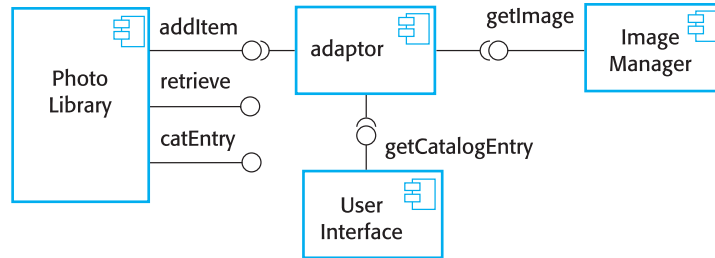 addItem
getImage
adaptor
Image
Manager
Photo
Library
retrieve
catEntry
getCatalogEntry
User
Interface